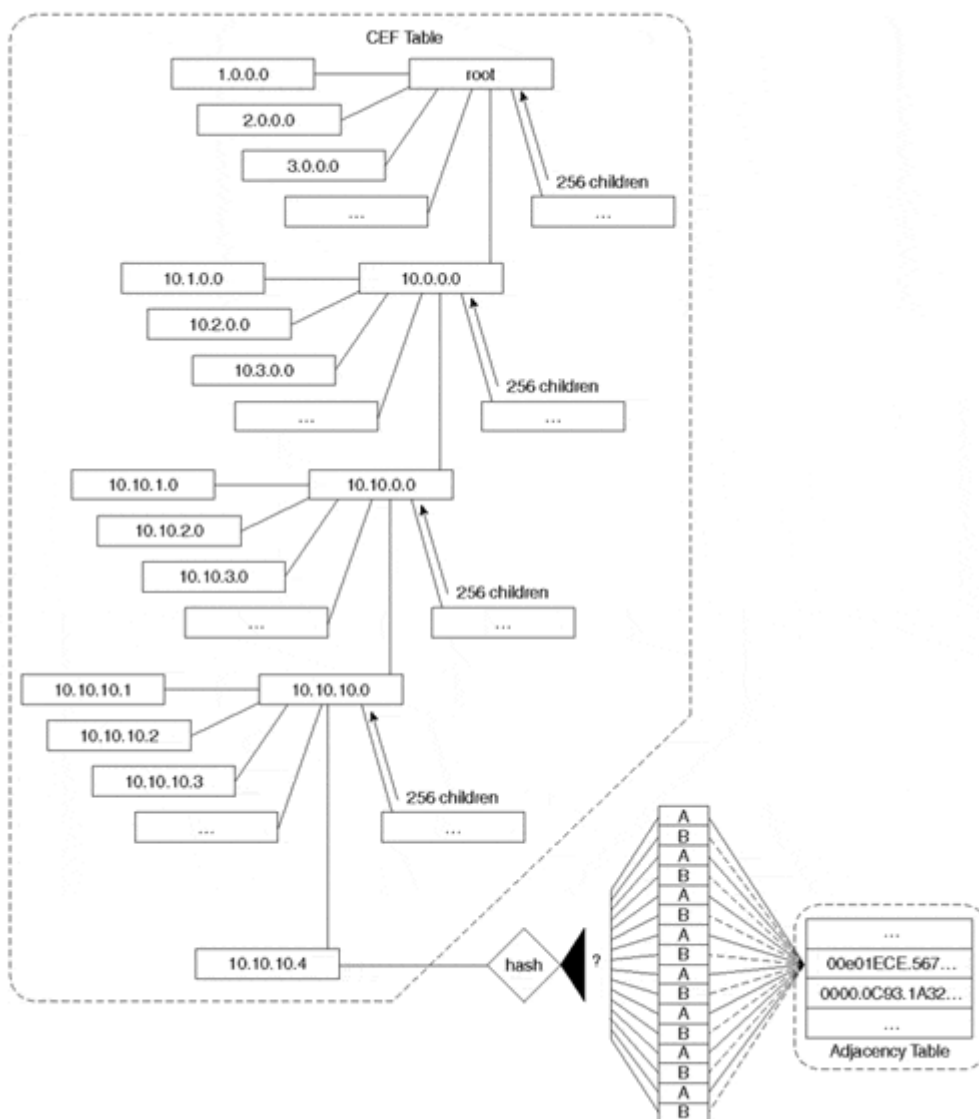 CEF Table
1.0.0.0
root
2.0.0.0
3.0.0.0
256 children
...
...
10.1.0.0
10.0.0.0
10.2.0.0
10.3.0.0
256 children
...
...
10.10.1.0
10.10.0.0
10.10.2.0
10.10.3.0
256 children
...
...
10.10.10.1
10.10.10.0
10.10.10.2
10.10.10.3
256 children
...
...
10.10.10.4
hash
?
A
B
A
B
A
B
A
B
A
B
A
B
A
B
A
B
...
00e01ECE.567...
0000.0C93.1A32...
...
Adjacency Table